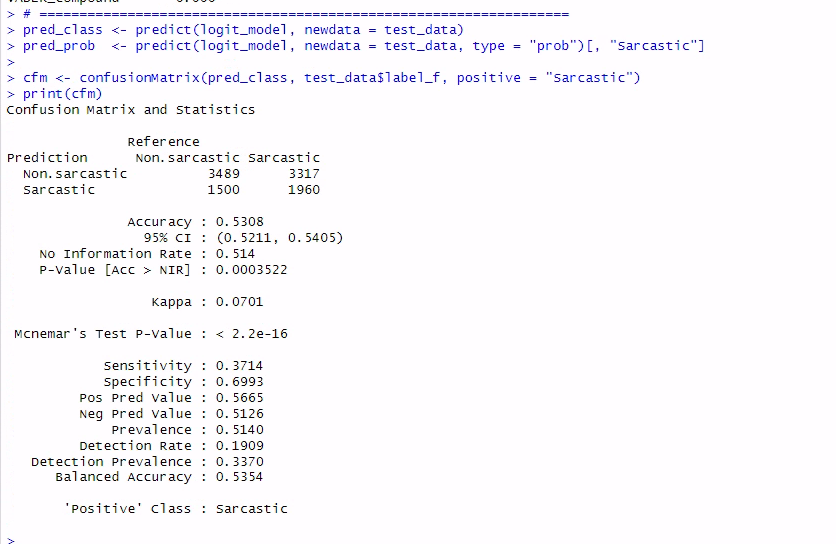 > # ==================================================================
> pred_class <- predict(logit_model, newdata = test_data)
> pred_prob  <- predict(logit_model, newdata = test_data, type = "prob")[, "Sarcastic"]
>
> cfm <- confusionMatrix(pred_class, test_data$label_f, positive = "Sarcastic")
> print(cfm)
Confusion Matrix and Statistics
Reference
Prediction Non.sarcastic Sarcastic
Non.sarcastic 3489 3317
Sarcastic 1500 1960
Accuracy : 0.5308
95% CI : (0.5211, 0.5405)
No Information Rate : 0.514
P-Value [Acc > NIR] : 0.0003522
Kappa : 0.0701
Mcnemar's Test P-Value : < 2.2e-16
Sensitivity : 0.3714
Specificity : 0.6993
Pos Pred Value : 0.5665
Neg Pred Value : 0.5126
Prevalence : 0.5140
Detection Rate : 0.1909
Detection Prevalence : 0.3370
Balanced Accuracy : 0.5354
'Positive' Class : Sarcastic
>